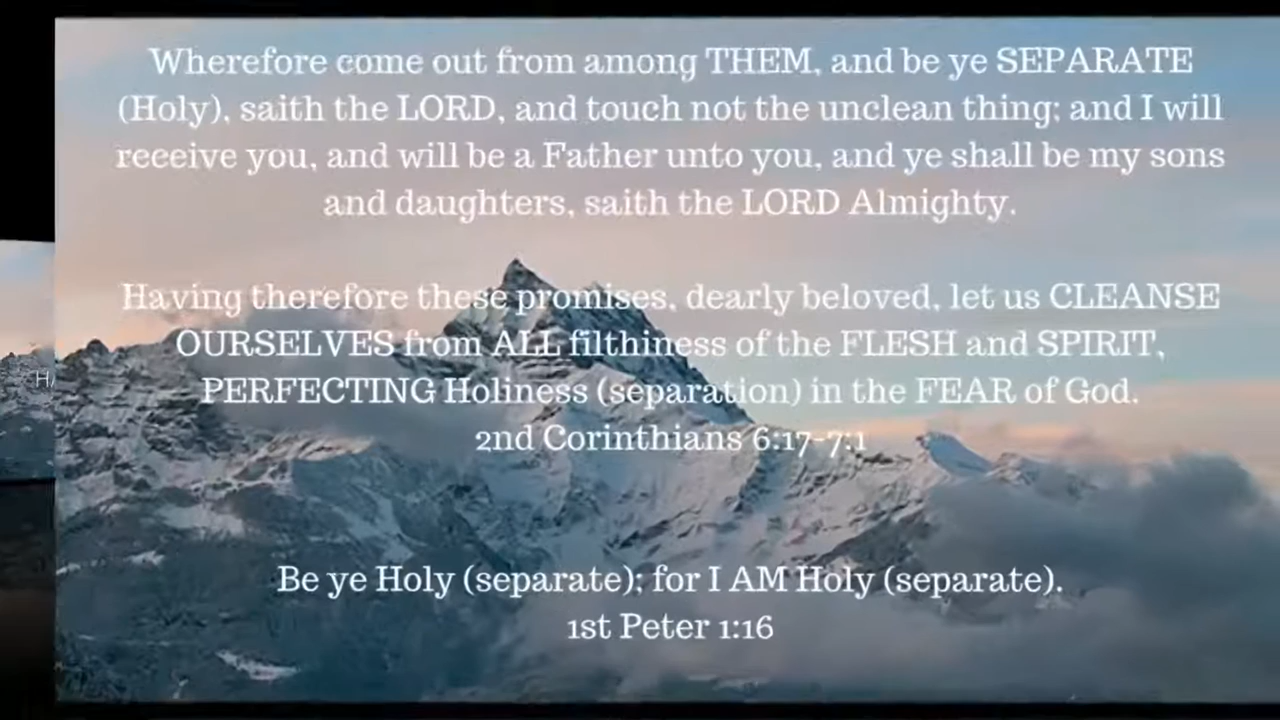 Wherefore come out from among THEM, and be ye SEPARATE
(Holy), saith the LORD, and touch not the unclean thing; and I will
receive you, and will be a Father unto you, and ye shall be my sons
and daughters, saith the LORD Almighty.
Having therefore these promises, dearly beloved, let us CLEANSE
OURSELVES from ALL filthiness of the FLESH and SPIRIT,
PERFECTING Holiness (separation) in the FEAR of God.
2nd Corinthians 6:17-7:1
Be ye Holy (separate); for I AM Holy (separate).
1st Peter 1:16